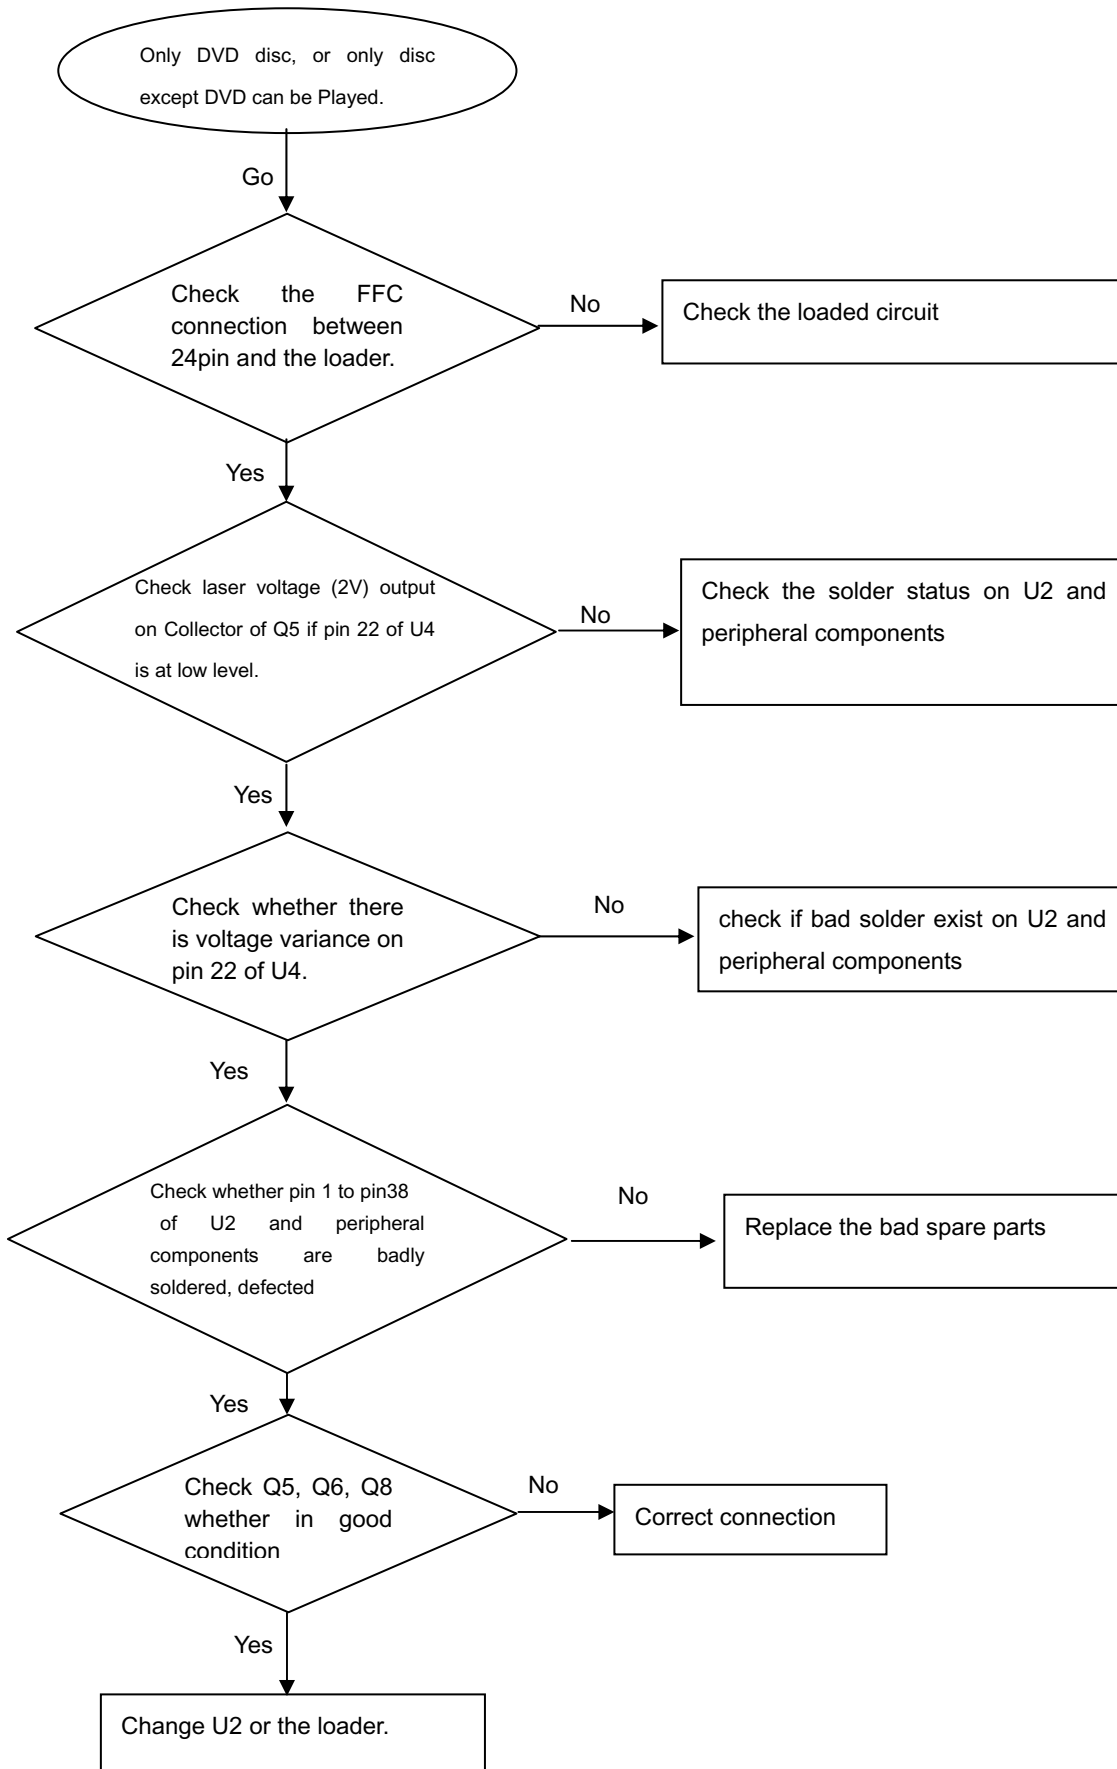 Only DVD disc, or only disc
except DVD can be Played.
Go
Check the FFC
connection between
24pin and the loader.
No
Check the loaded circuit
Yes
Check laser voltage (2V) output
on Collector of Q5 if pin 22 of U4
is at low level.
No
Check the solder status on U2 and
peripheral components
Yes
Check whether there
is voltage variance on
pin 22 of U4.
No
check if bad solder exist on U2 and
peripheral components
Yes
Check whether pin 1 to pin38
of U2 and peripheral
components are badly
soldered, defected
No
Replace the bad spare parts
Yes
Check Q5, Q6, Q8
whether in good
condition
No
Correct connection
Yes
Change U2 or the loader.